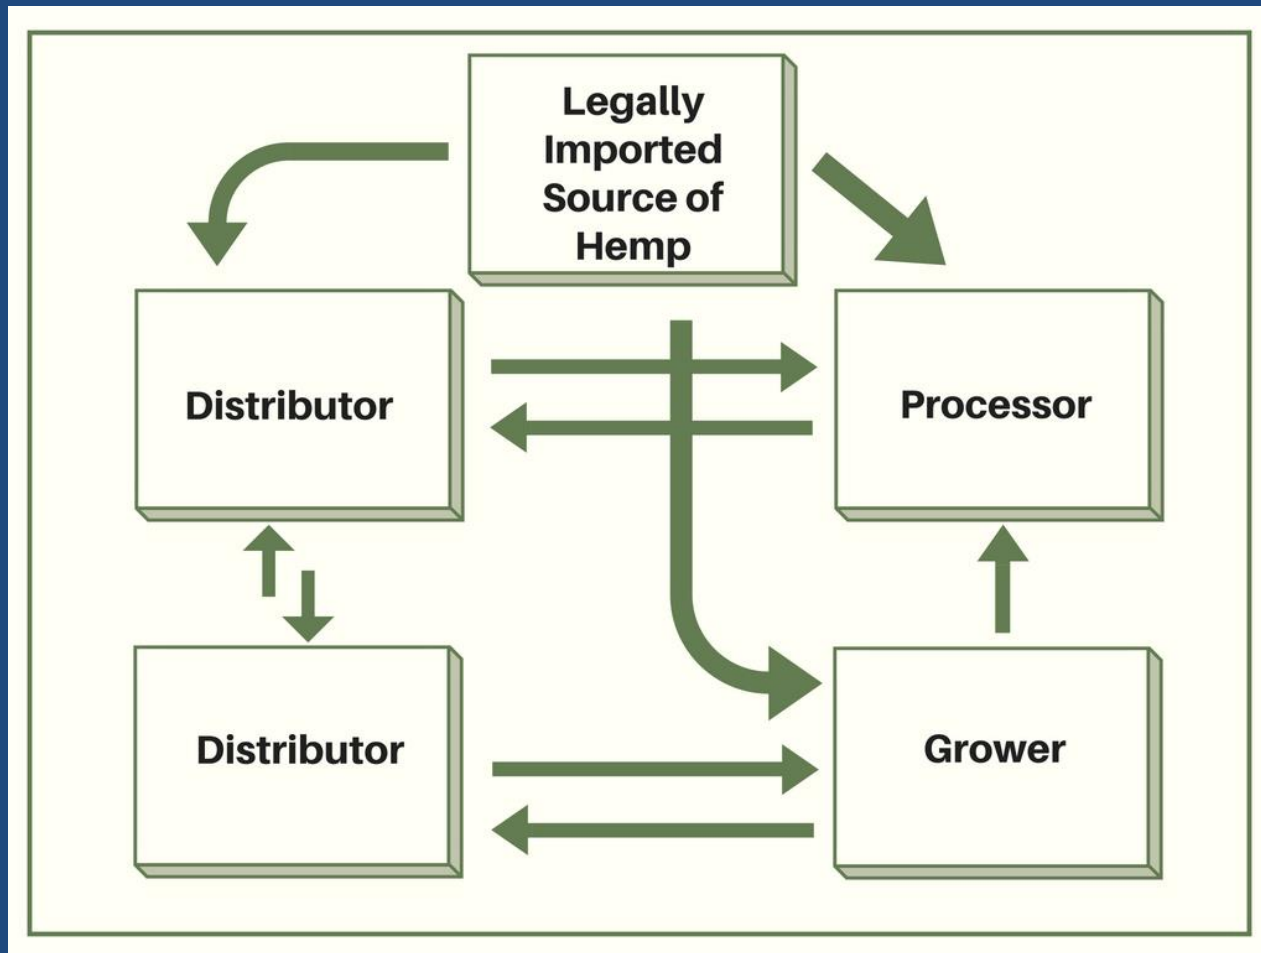 Legally
Imported
Source of
Hemp
Distributor
Processor
Distributor
Grower